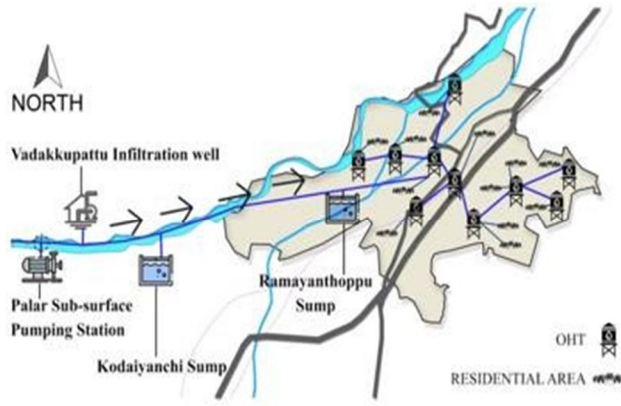 NORTH
Vadakkupattu Infiltration well
Palar Sub-surface
Pumping Station
Kodaiyanchi Sump
Ramayanthoppu
Sump
OHT
RESIDENTIAL AREA